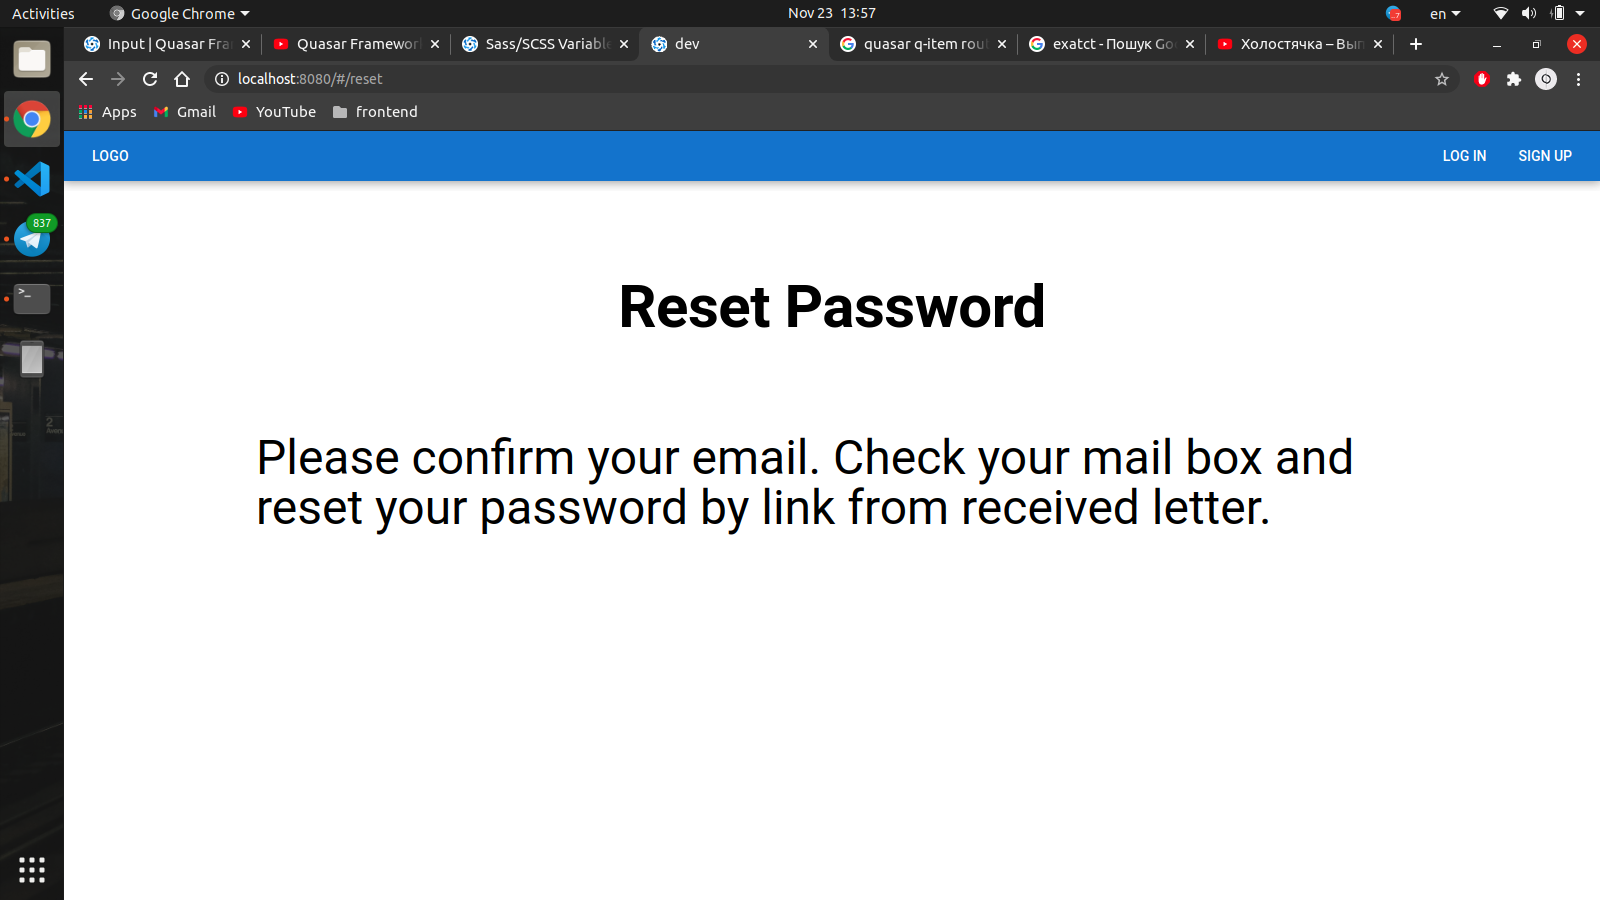 Activities
Google Chrome
Nov 23 13:57
en
Input | Quasar Fra
Quasar Framewor
Sass/SCSS Variable
dev
quasar q-item rout
exatct - Пошук Go
Холостячка – Вып
localhost:8080/#/reset
Apps
Gmail
YouTube
frontend
LOGO
LOG IN
SIGN UP
837
Reset Password
Please confirm your email. Check your mail box and
reset your password by link from received letter.